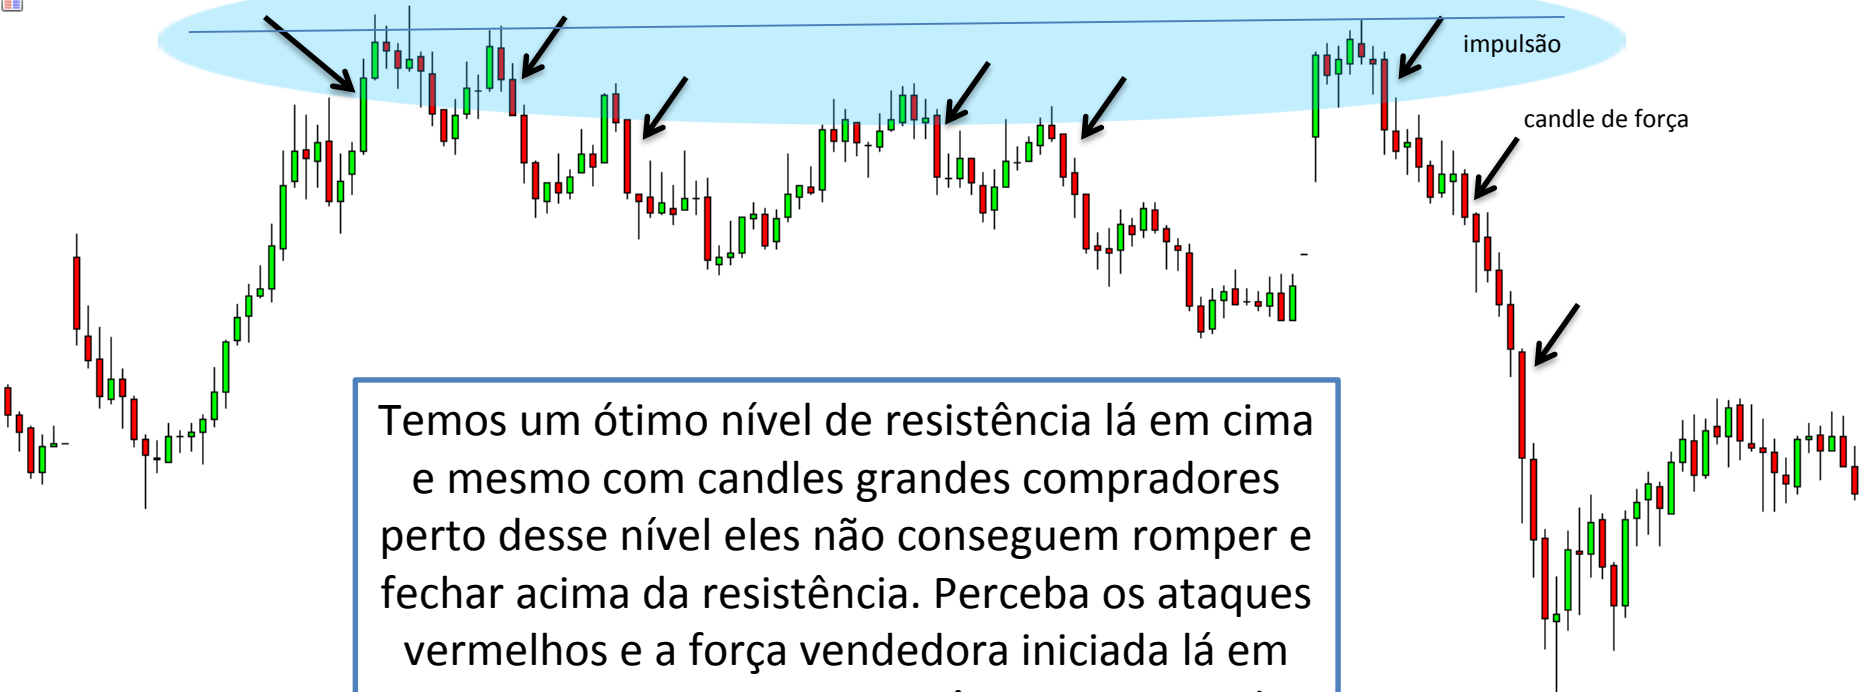 impulsão
candle de força
Temos um ótimo nível de resistência lá em cima
e mesmo com candles grandes compradores
perto desse nível eles não conseguem romper e
fechar acima da resistência. Perceba os ataques
vermelhos e a força vendedora iniciada lá em